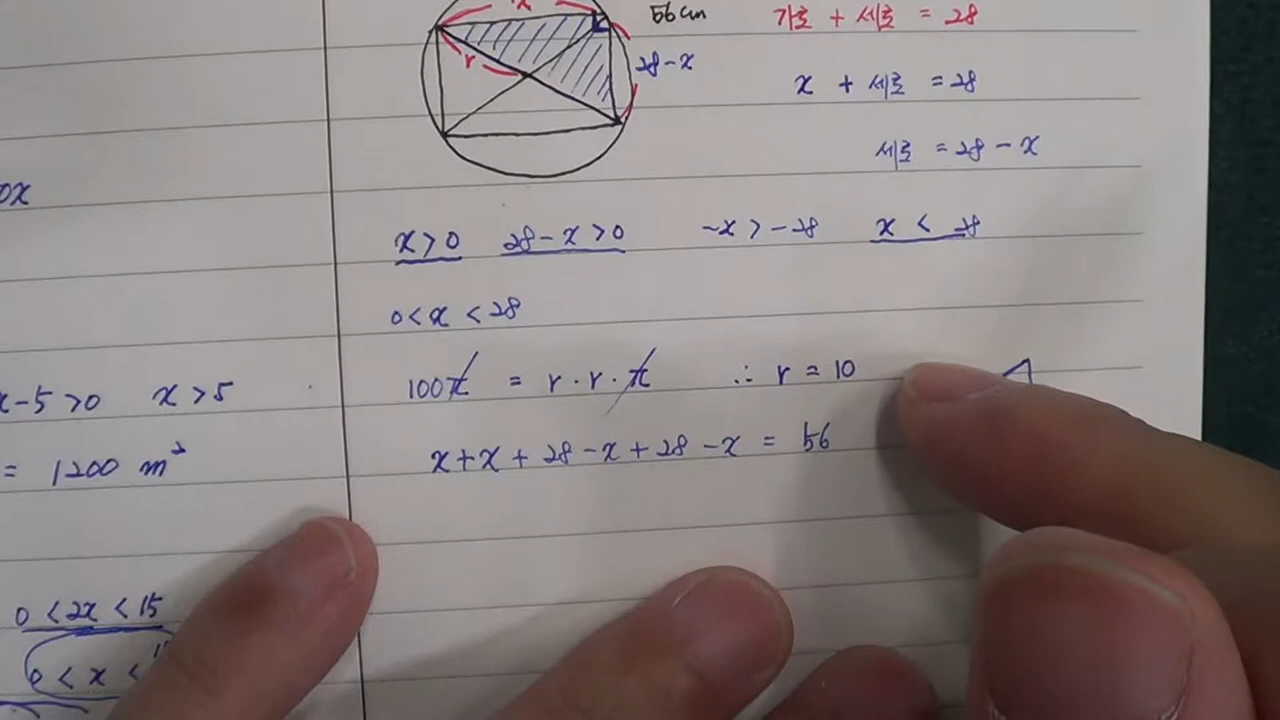 x
56cm
가로 + 세로 = 28
r
28-x
x + 세로 = 28
세로 = 28 - x
0x
x>0 28-x>0 -x>-28 x < 28
0<x<28
x-5>0 x>5
100π = r·r·π ∴ r = 10
x+x+28-x+28-x = 56
= 1200 m²
0<2x<15
0<x<